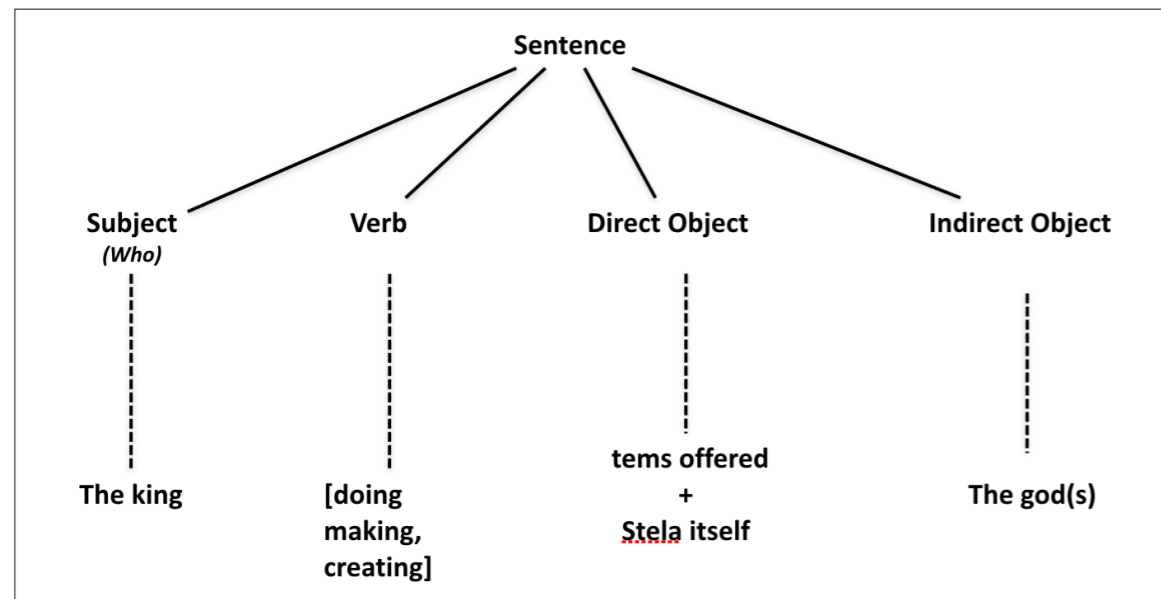 Sentence
Subject
(Who)
Verb
Direct Object
Indirect Object
The king
[doing
making,
creating]
tems offered
+
Stela itself
The god(s)